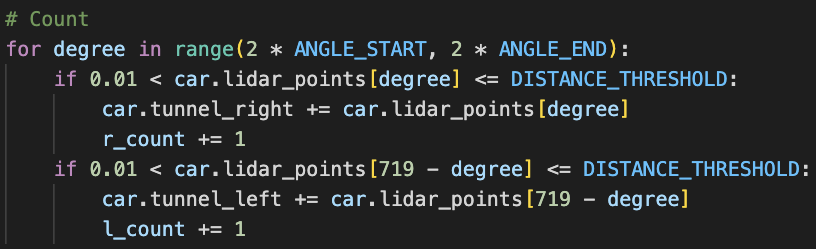 # Count
for degree in range(2 * ANGLE_START, 2 * ANGLE_END):
    if 0.01 < car.lidar_points[degree] <= DISTANCE_THRESHOLD:
        car.tunnel_right += car.lidar_points[degree]
        r_count += 1
    if 0.01 < car.lidar_points[719 - degree] <= DISTANCE_THRESHOLD:
        car.tunnel_left += car.lidar_points[719 - degree]
        l_count += 1